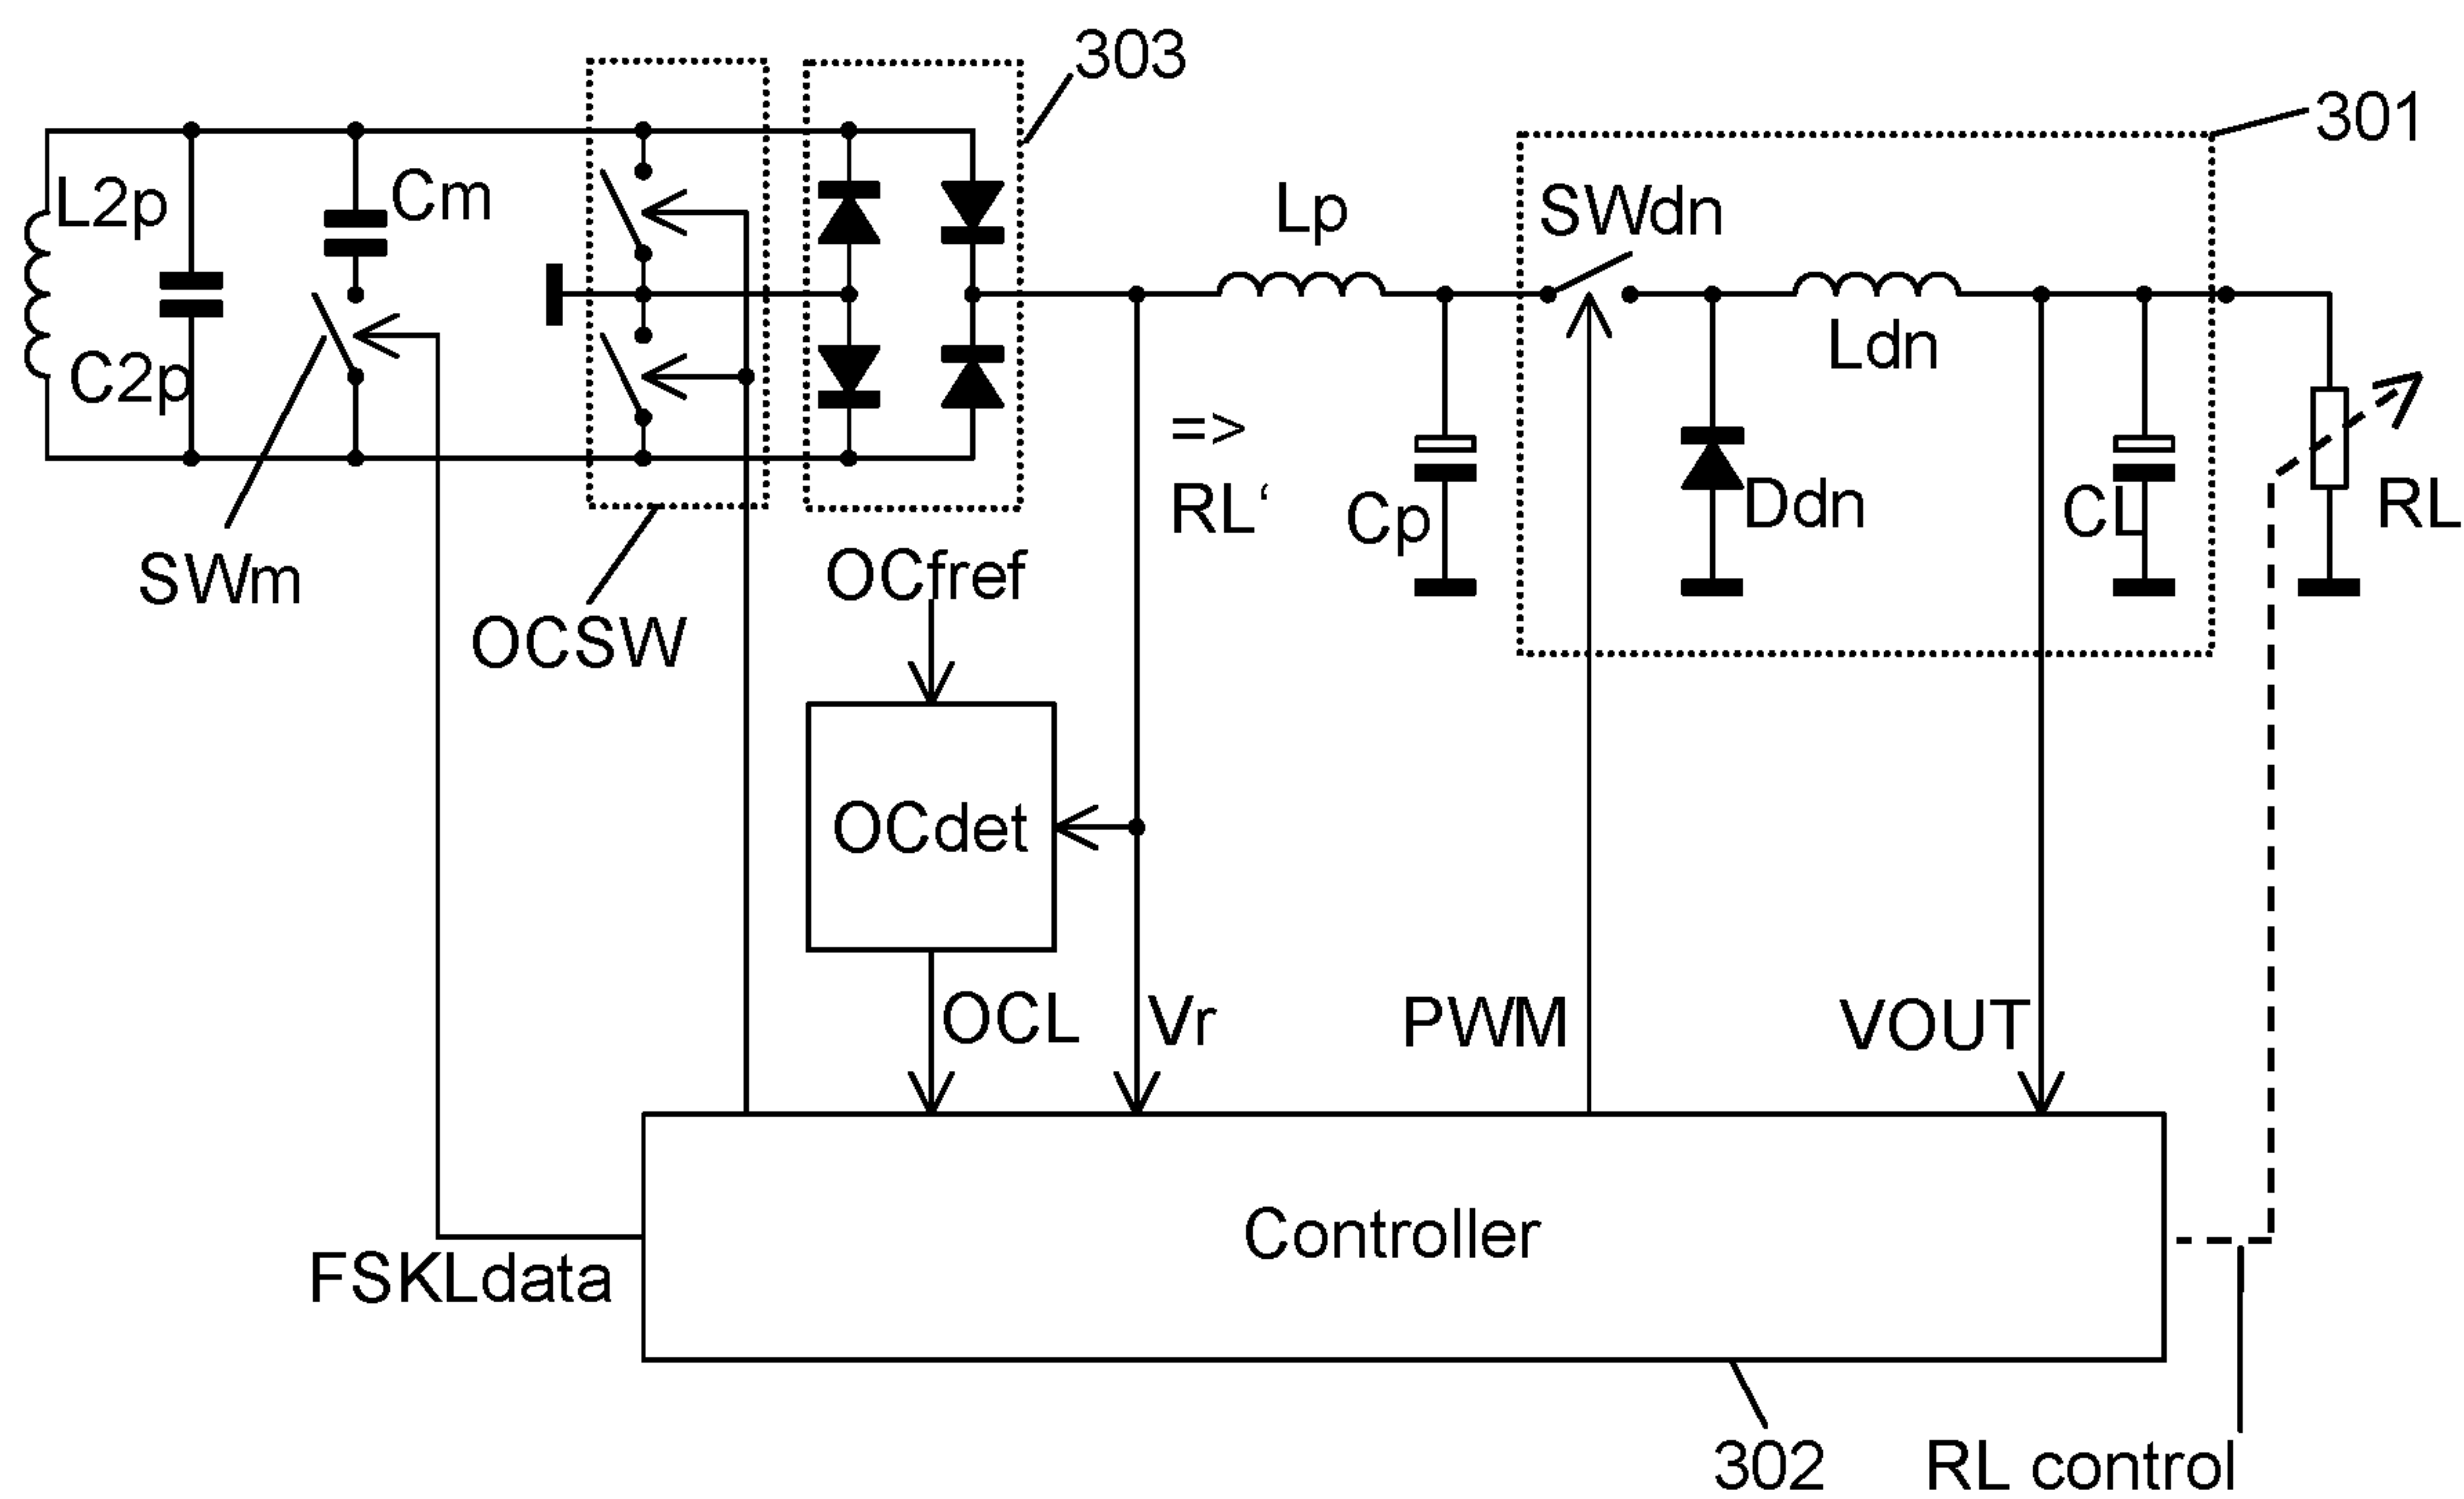 303
301
L2p
Cm
Lp
SWdn
C2p
Ldn
=>
RL‘
Cp
Ddn
CL
RL
SWm
OCfref
OCSW
OCdet
OCL
Vr
PWM
VOUT
Controller
FSKLdata
302
RL control